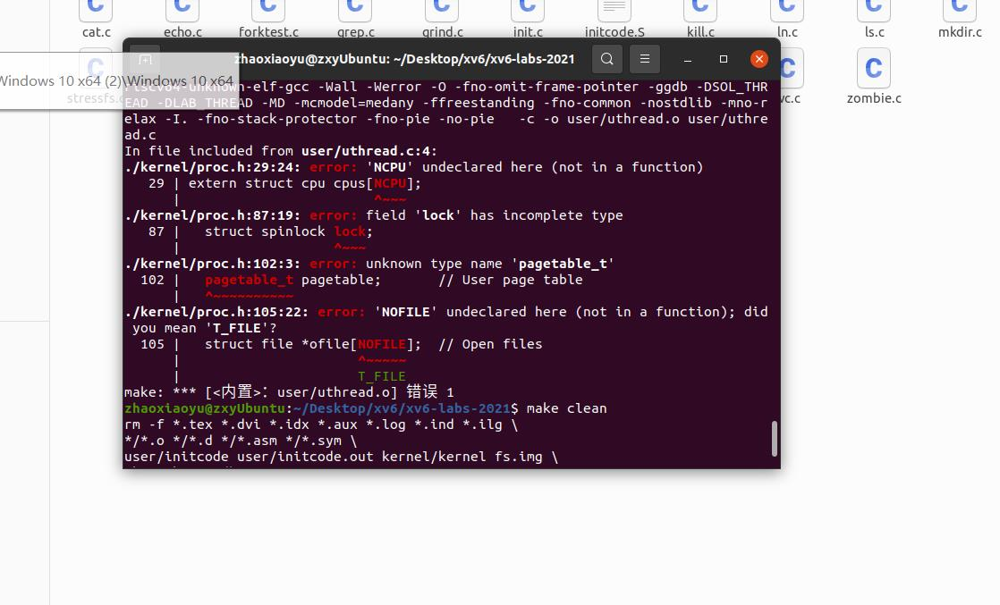 cat.c echo.c forktest.c grep.c grind.c init.c initcode.S kill.c ln.c ls.c mkdir.c
zhaoxiaoyu@zxyUbuntu: ~/Desktop/xv6/xv6-labs-2021
Windows 10 x64 (2)\Windows 10 x64
stressfs.c zombie.c
-elf-gcc -Wall -Werror -O -fno-omit-frame-pointer -ggdb -DSOL_THR
EAD -DLAB_THREAD -MD -mcmodel=medany -ffreestanding -fno-common -nostdlib -mno-r
elax -I. -fno-stack-protector -fno-pie -no-pie   -c -o user/uthread.o user/uthre
ad.c
In file included from user/uthread.c:4:
./kernel/proc.h:29:24: error: 'NCPU' undeclared here (not in a function)
   29 | extern struct cpu cpus[NCPU];
      |                        ^~~~
./kernel/proc.h:87:19: error: field 'lock' has incomplete type
   87 |   struct spinlock lock;
      |                   ^~~~
./kernel/proc.h:102:3: error: unknown type name 'pagetable_t'
  102 |   pagetable_t pagetable;       // User page table
      |   ^~~~~~~~~~~
./kernel/proc.h:105:22: error: 'NOFILE' undeclared here (not in a function); did
 you mean 'T_FILE'?
  105 |   struct file *ofile[NOFILE];  // Open files
      |                      ^~~~~~
      |                      T_FILE
make: *** [<内置>：user/uthread.o] 错误 1
zhaoxiaoyu@zxyUbuntu:~/Desktop/xv6/xv6-labs-2021$ make clean
rm -f *.tex *.dvi *.idx *.aux *.log *.ind *.ilg \
*/*.o */*.d */*.asm */*.sym \
user/initcode user/initcode.out kernel/kernel fs.img \